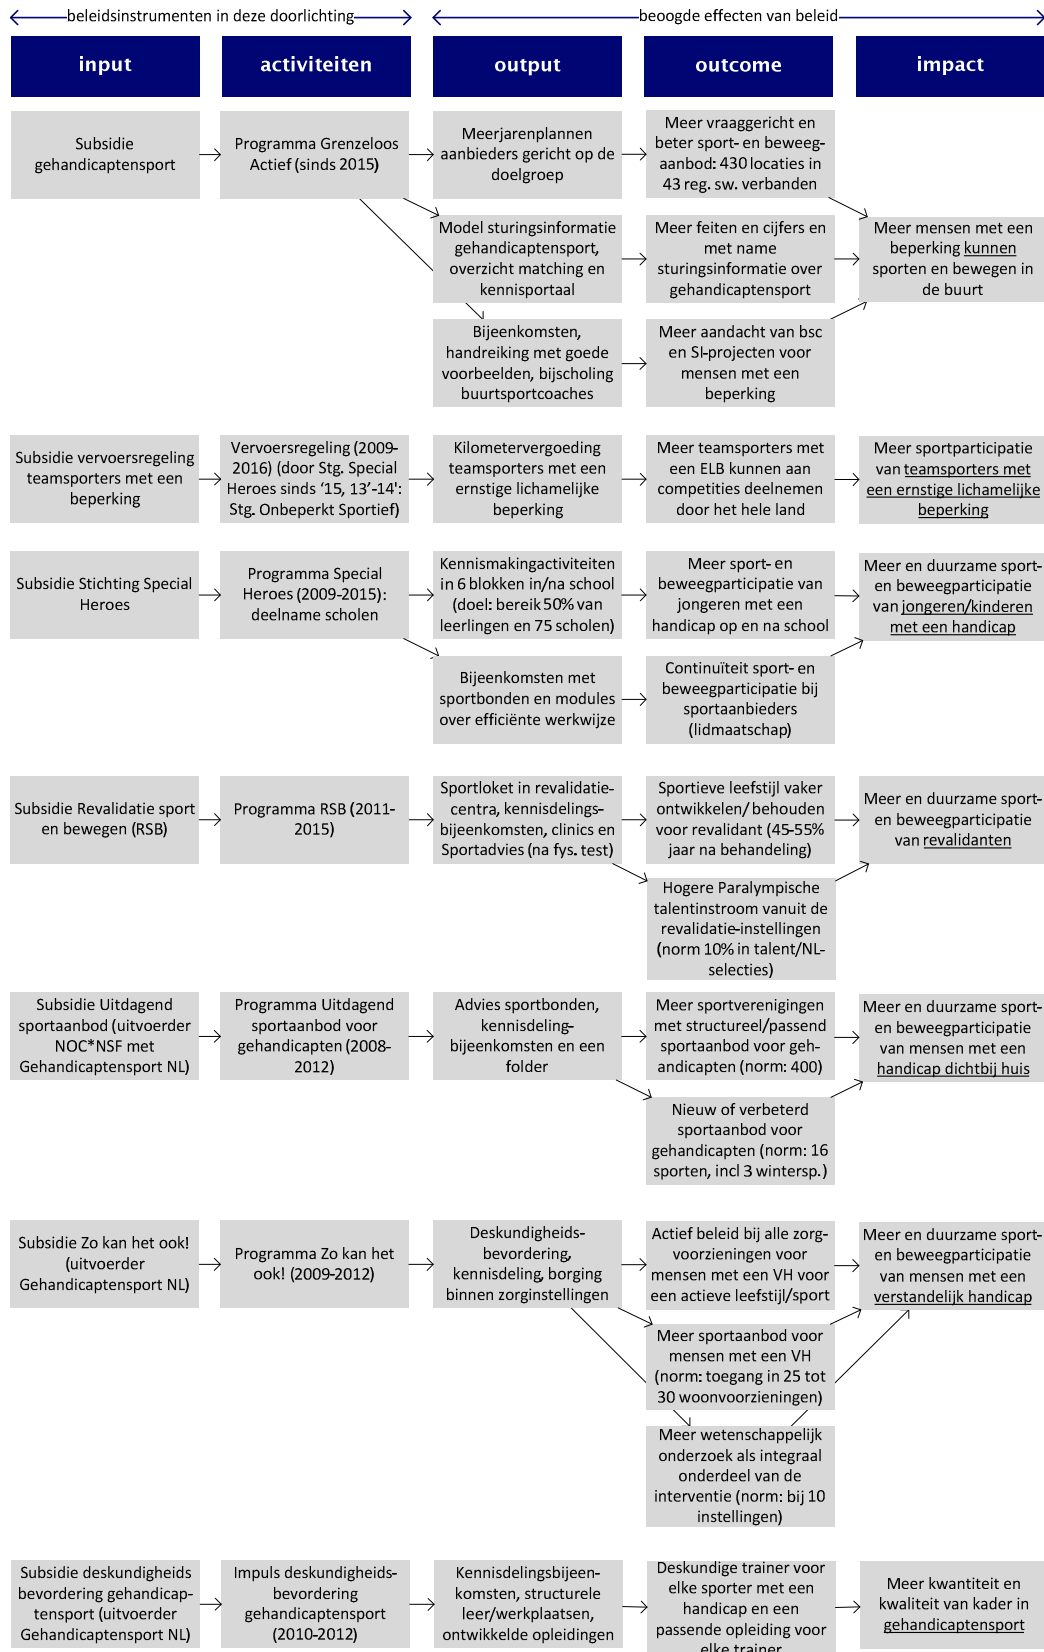 beleidsinstrumenten in deze doorlichting
beoogde effecten van beleid
input
activiteiten
output
outcome
impact
Subsidie
gehandicaptensport
Programma Grenzeloos
Actief (sinds 2015)
Meerjarenplannen
aanbieders gericht op de
doelgroep
Meer vraaggericht en
beter sport- en beweeg-
aanbod: 430 locaties in
43 reg. sw. verbanden
Model sturingsinformatie
gehandicaptensport,
overzicht matching en
kennisportaal
Meer feiten en cijfers en
met name
sturingsinformatie over
gehandicaptensport
Meer mensen met een
beperking kunnen
sporten en bewegen in
de buurt
Bijeenkomsten,
handreiking met goede
voorbeelden, bijscholing
buurtsportcoaches
Meer aandacht van bsc
en SI-projecten voor
mensen met een
beperking
Subsidie vervoersregeling
teamsporters met een
beperking
Vervoersregeling (2009-
2016) (door Stg. Special
Heroes sinds ‘15, 13’-14':
Stg. Onbeperkt Sportief)
Kilometervergoeding
teamsporters met een
ernstige lichamelijke
beperking
Meer teamsporters met
een ELB kunnen aan
competities deelnemen
door het hele land
Meer sportparticipatie
van teamsporters met
een ernstige lichamelijke
beperking
Subsidie Stichting Special
Heroes
Programma Special
Heroes (2009-2015):
deelname scholen
Kennismakingactiviteiten
in 6 blokken in/na school
(doel: bereik 50% van
leerlingen en 75 scholen)
Meer sport- en
beweegparticipatie van
jongeren met een
handicap op en na school
Meer en duurzame sport-
en beweegparticipatie
van jongeren/kinderen
met een handicap
Bijeenkomsten met
sportbonden en modules
over efficiënte werkwijze
Continuïteit sport- en
beweegparticipatie bij
sportaanbieders
(lidmaatschap)
Subsidie Revalidatie sport
en bewegen (RSB)
Programma RSB (2011-
2015)
Sportloket in revalidatie-
centra, kennisdelings-
bijeenkomsten, clinics en
Sportadvies (na fys. test)
Sportieve leefstijl vaker
ontwikkelen/ behouden
voor revalidant (45-55%
jaar na behandeling)
Meer en duurzame sport-
en beweegparticipatie
van revalidanten
Hogere Paralympische
talentinstroom vanuit de
revalidatie-instellingen
(norm 10% in talent/NL-
selecties)
Subsidie Uitdagend
sportaanbod (uitvoerder
NOC*NSF met
Gehandicaptensport NL)
Programma Uitdagend
sportaanbod voor
gehandicapten (2008-
2012)
Advies sportbonden,
kennisdeling-
bijeenkomsten en een
folder
Meer sportverenigingen
met structureel/passend
sportaanbod voor geh-
andicapten (norm: 400)
Meer en duurzame sport-
en beweegparticipatie
van mensen met een
handicap dichtbij huis
Nieuw of verbeterd
sportaanbod voor
gehandicapten (norm: 16
sporten, incl 3 wintersp.)
Subsidie Zo kan het ook!
(uitvoerder
Gehandicaptensport NL)
Programma Zo kan het
ook! (2009-2012)
Deskundigheids-
bevordering,
kennisdeling, borging
binnen zorginstellingen
Actief beleid bij alle zorg-
voorzieningen voor
mensen met een VH voor
een actieve leefstijl/sport
Meer en duurzame sport-
en beweegparticipatie
van mensen met een
verstandelijk handicap
Meer sportaanbod voor
mensen met een VH
(norm: toegang in 25 tot
30 woonvoorzieningen)
Meer wetenschappelijk
onderzoek als integraal
onderdeel van de
interventie (norm: bij 10
instellingen)
Subsidie deskundigheids
bevordering gehandicap-
tensport (uitvoerder
Gehandicaptensport NL)
Impuls deskundigheids-
bevordering
gehandicaptensport
(2010-2012)
Kennisdelingsbijeen-
komsten, structurele
leer/werkplaatsen,
ontwikkelde opleidingen
Deskundige trainer voor
elke sporter met een
handicap en een
passende opleiding voor
elke trainer
Meer kwantiteit en
kwaliteit van kader in
gehandicaptensport